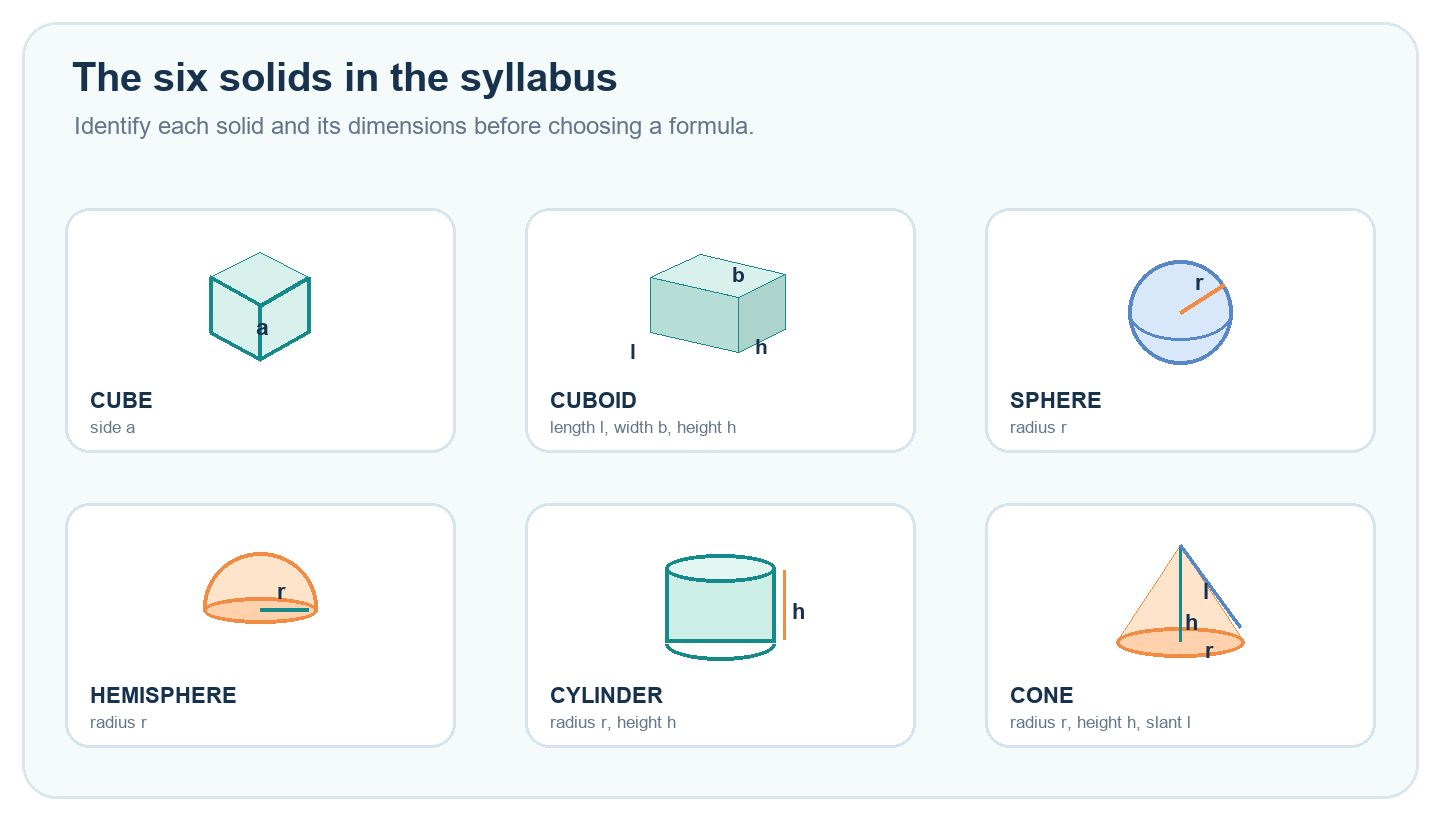 The six solids in the syllabus
Identify each solid and its dimensions before choosing a formula.
a
CUBE
side a
b
l
h
CUBOID
length l, width b, height h
r
SPHERE
radius r
r
HEMISPHERE
radius r
h
CYLINDER
radius r, height h
l
h
r
CONE
radius r, height h, slant l